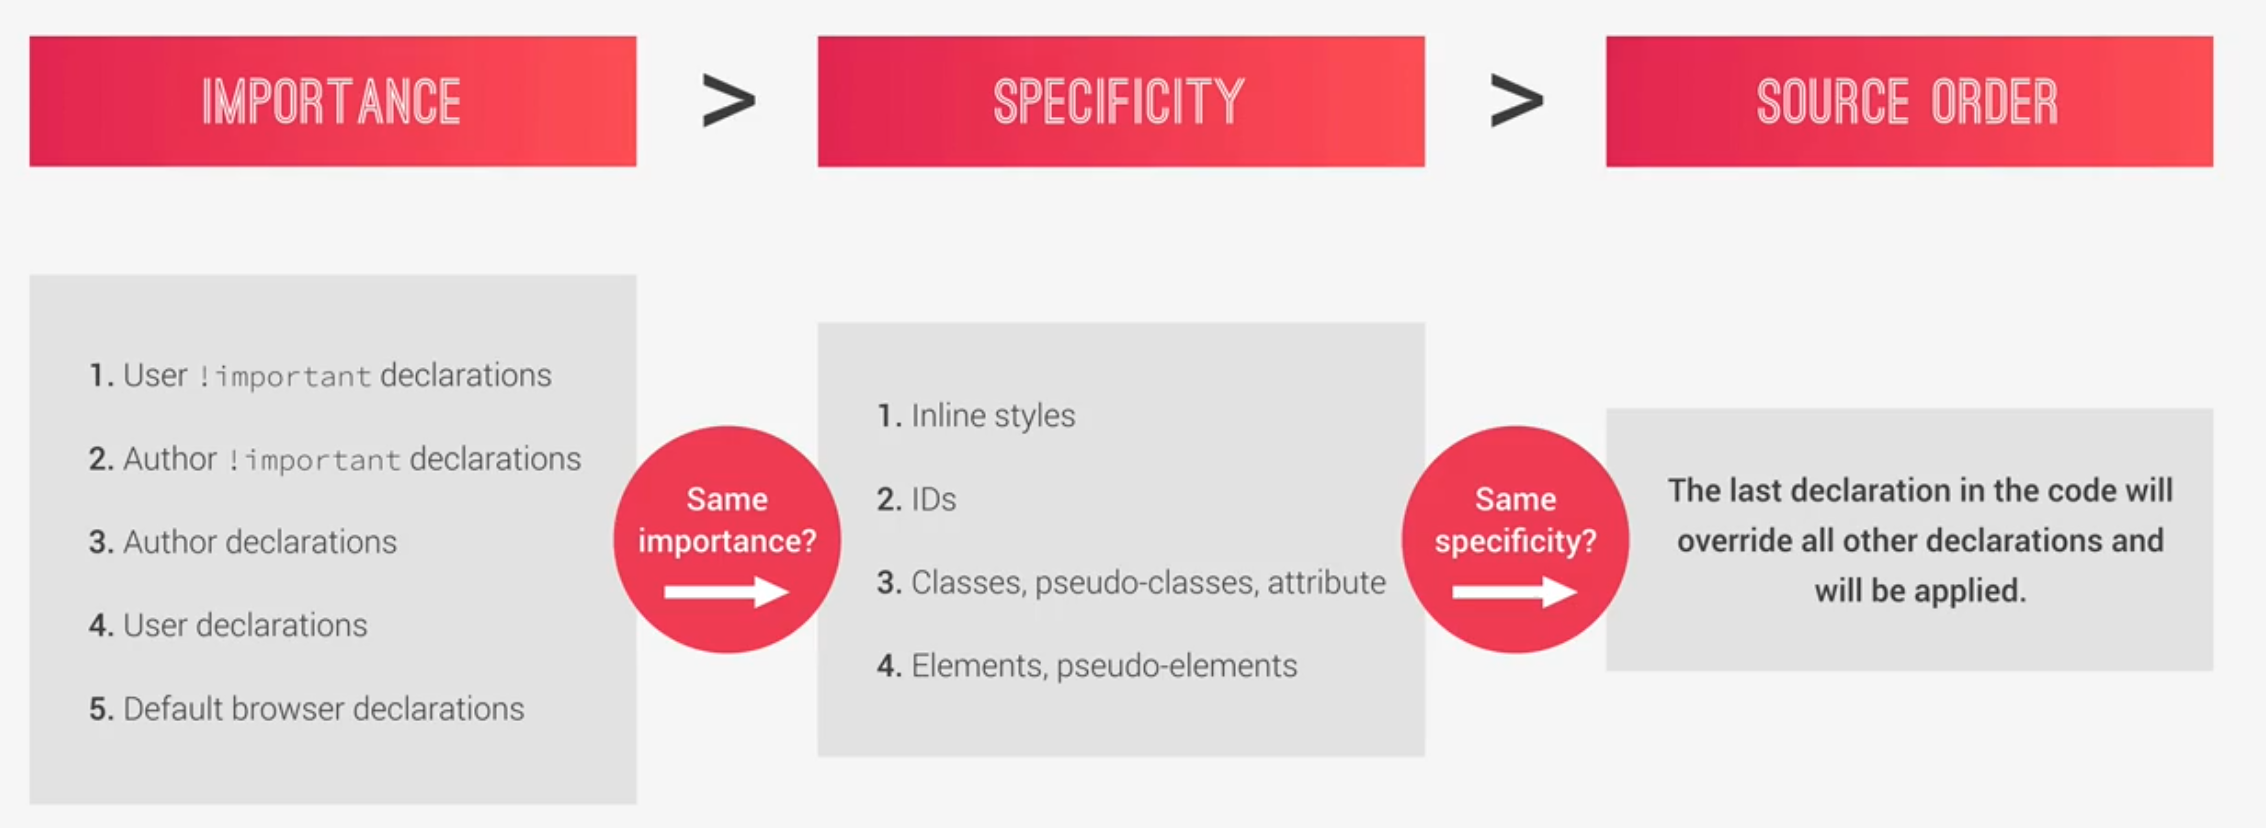 IMPORTANCE
>
SPECIFICITY
>
SOURCE ORDER
1. User !important declarations
2. Author !important declarations
3. Author declarations
4. User declarations
5. Default browser declarations
Same
importance?
1. Inline styles
2. IDs
3. Classes, pseudo-classes, attribute
4. Elements, pseudo-elements
Same
specificity?
The last declaration in the code will
override all other declarations and
will be applied.